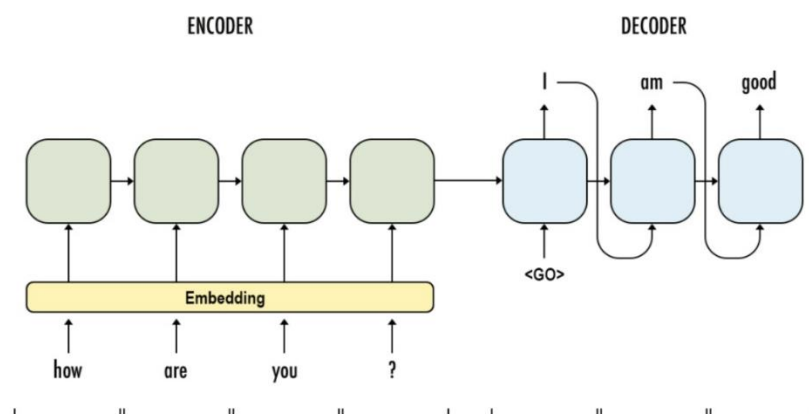 ENCODER DECODER
I am good
<GO>
Embedding
how are you ?